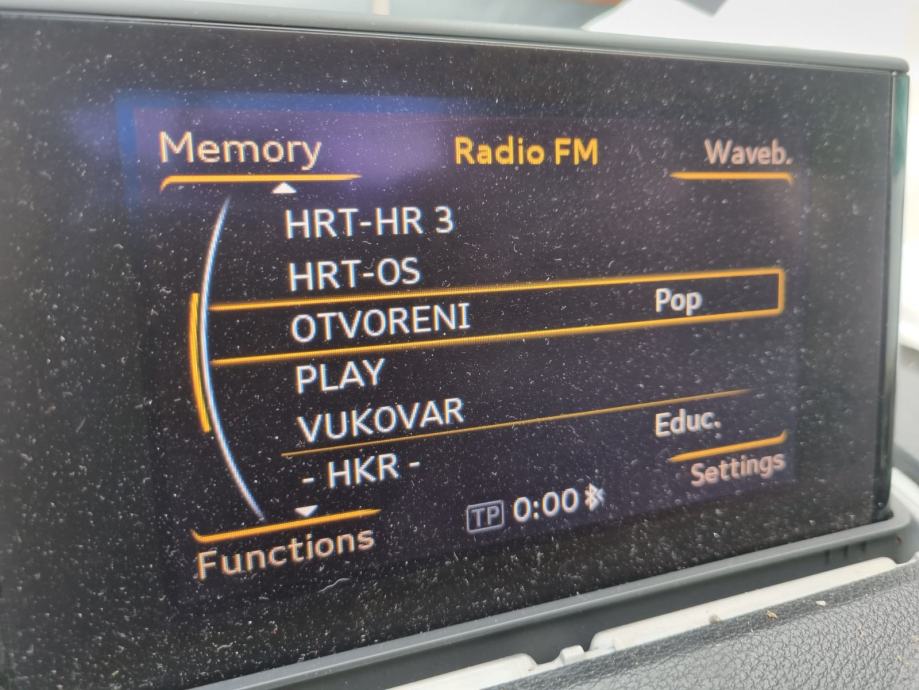 Memory Radio FM Waveb.
HRT-HR 3
HRT-OS
OTVORENI Pop
PLAY
VUKOVAR Educ.
- HKR -
Settings
TP 0:00
Functions